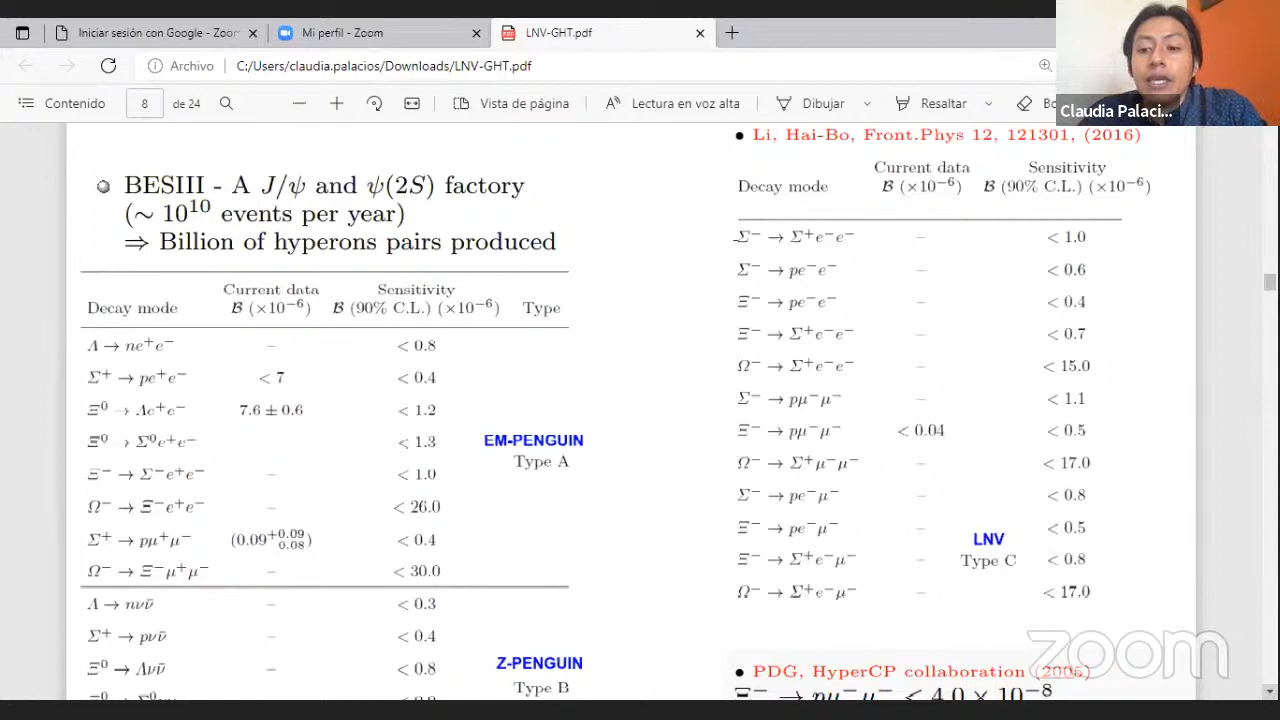 Iniciar sesión con Google - Zoom
Mi perfil - Zoom
LNV-GHT.pdf
Archivo
C:/Users/claudia.palacios/Downloads/LNV-GHT.pdf
Contenido
8
de 24
Vista de página
Lectura en voz alta
Dibujar
Resaltar
Claudia Palaci...
BESIII - A J/ψ and ψ(2S) factory
(∼ 10^10 events per year)
⇒ Billion of hyperons pairs produced
Current data Sensitivity
Decay mode B (×10^−6) B (90% C.L.) (×10^−6) Type
Λ → ne+e− – < 0.8
Σ+ → pe+e− < 7 < 0.4
Ξ0 → Λe+e− 7.6 ± 0.6 < 1.2
Ξ0 → Σ0e+e− – < 1.3
EM-PENGUIN
Type A
Ξ− → Σ−e+e− – < 1.0
Ω− → Ξ−e+e− – < 26.0
Σ+ → pμ+μ− (0.09+0.09 0.08) < 0.4
Ω− → Ξ−μ+μ− – < 30.0
Λ → nνν̄ – < 0.3
Σ+ → pνν̄ – < 0.4
Ξ0 → Λνν̄ – < 0.8
Z-PENGUIN
Type B
Li, Hai-Bo, Front.Phys 12, 121301, (2016)
Current data Sensitivity
Decay mode B (×10^−6) B (90% C.L.) (×10^−6)
Σ− → Σ+e−e− – < 1.0
Σ− → pe−e− – < 0.6
Ξ− → pe−e− – < 0.4
Ξ− → Σ+e−e− – < 0.7
Ω− → Σ+e−e− – < 15.0
Σ− → pμ−μ− – < 1.1
Ξ− → pμ−μ− < 0.04 < 0.5
Ω− → Σ+μ−μ− – < 17.0
Σ− → pe−μ− – < 0.8
Ξ− → pe−μ− – < 0.5
LNV
Type C
Ξ− → Σ+e−μ− – < 0.8
Ω− → Σ+e−μ− – < 17.0
zoom
PDG, HyperCP collaboration (2005)
Ξ− → pμ−μ− < 4.0 × 10^−8